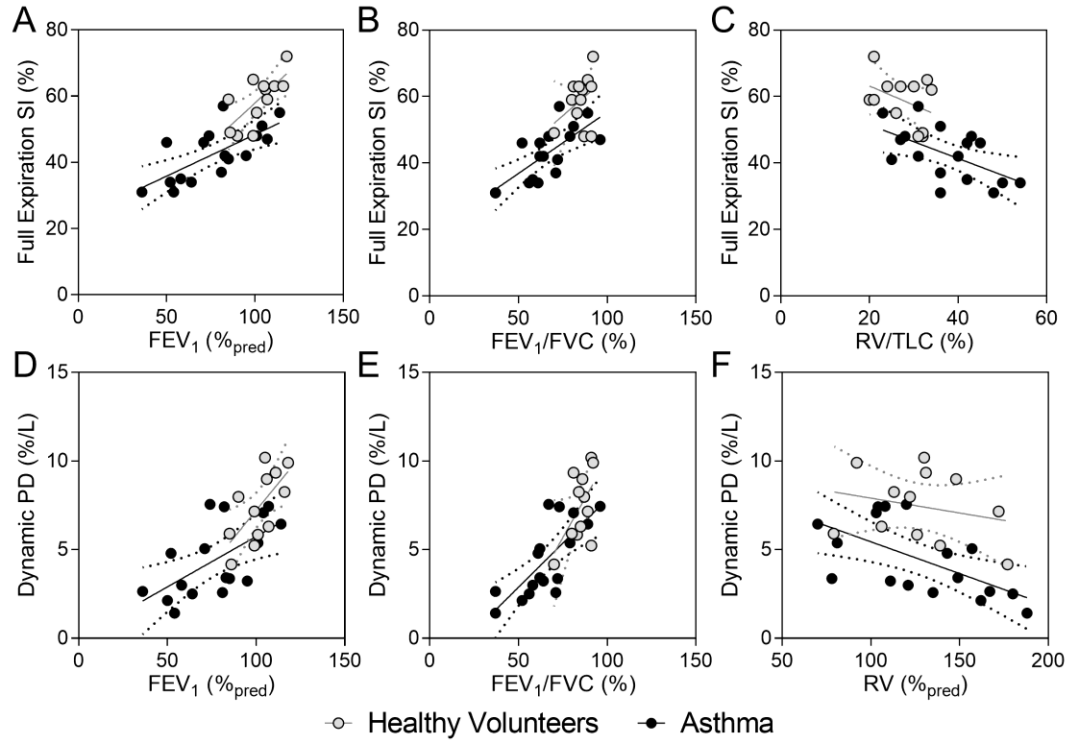 A
B
C
Full Expiration SI (%)
80
60
40
20
0
0
50
100
150
FEV₁ (%pred)
Full Expiration SI (%)
80
60
40
20
0
0
50
100
150
FEV₁/FVC (%)
Full Expiration SI (%)
80
60
40
20
0
0
20
40
60
RV/TLC (%)
D
E
F
Dynamic PD (%/L)
15
10
5
0
0
50
100
150
FEV₁ (%pred)
Dynamic PD (%/L)
15
10
5
0
0
50
100
150
FEV₁/FVC (%)
Dynamic PD (%/L)
15
10
5
0
50
100
150
200
RV (%pred)
Healthy Volunteers
Asthma